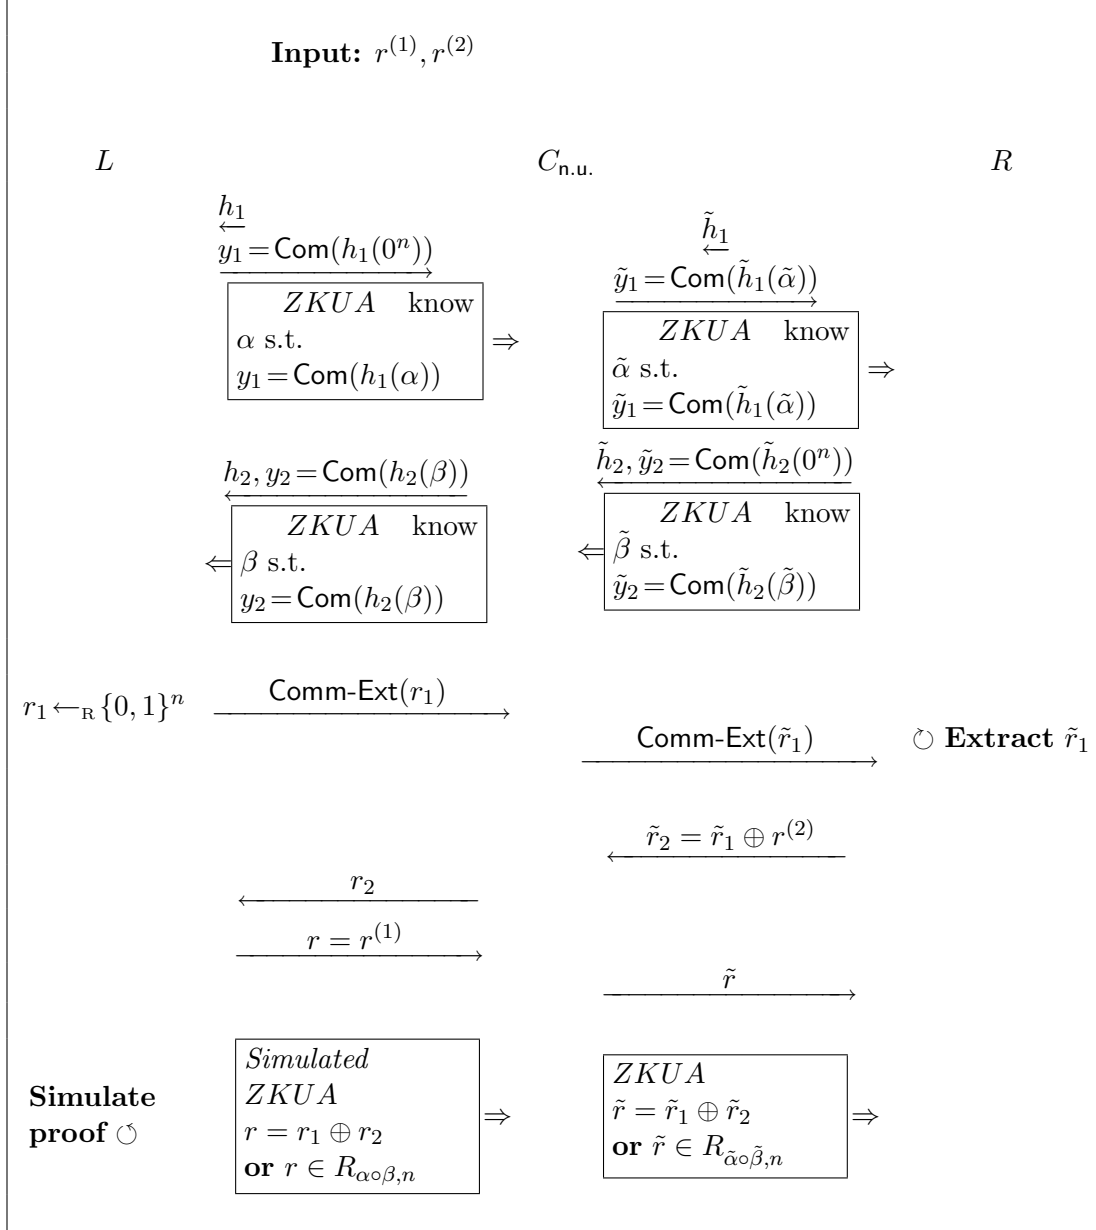 Input: r^(1), r^(2)
L C_n.u. R
h_1
y_1 = Com(h_1(0^n))
ZKUA know
α s.t.
y_1 = Com(h_1(α))
⇒
h̃_1
ỹ_1 = Com(h̃_1(α̃))
ZKUA know
α̃ s.t.
ỹ_1 = Com(h̃_1(α̃))
⇒
h_2, y_2 = Com(h_2(β))
ZKUA know
⇐ β s.t.
y_2 = Com(h_2(β))
h̃_2, ỹ_2 = Com(h̃_2(0^n))
ZKUA know
⇐ β̃ s.t.
ỹ_2 = Com(h̃_2(β̃))
r_1 ←_R {0, 1}^n
Comm-Ext(r_1)
Comm-Ext(r̃_1)
↻ Extract r̃_1
r̃_2 = r̃_1 ⊕ r^(2)
r_2
r = r^(1)
r̃
Simulate
proof ↺
Simulated
ZKUA
r = r_1 ⊕ r_2
or r ∈ R_α∘β,n
⇒
ZKUA
r̃ = r̃_1 ⊕ r̃_2
or r̃ ∈ R_α̃∘β̃,n
⇒